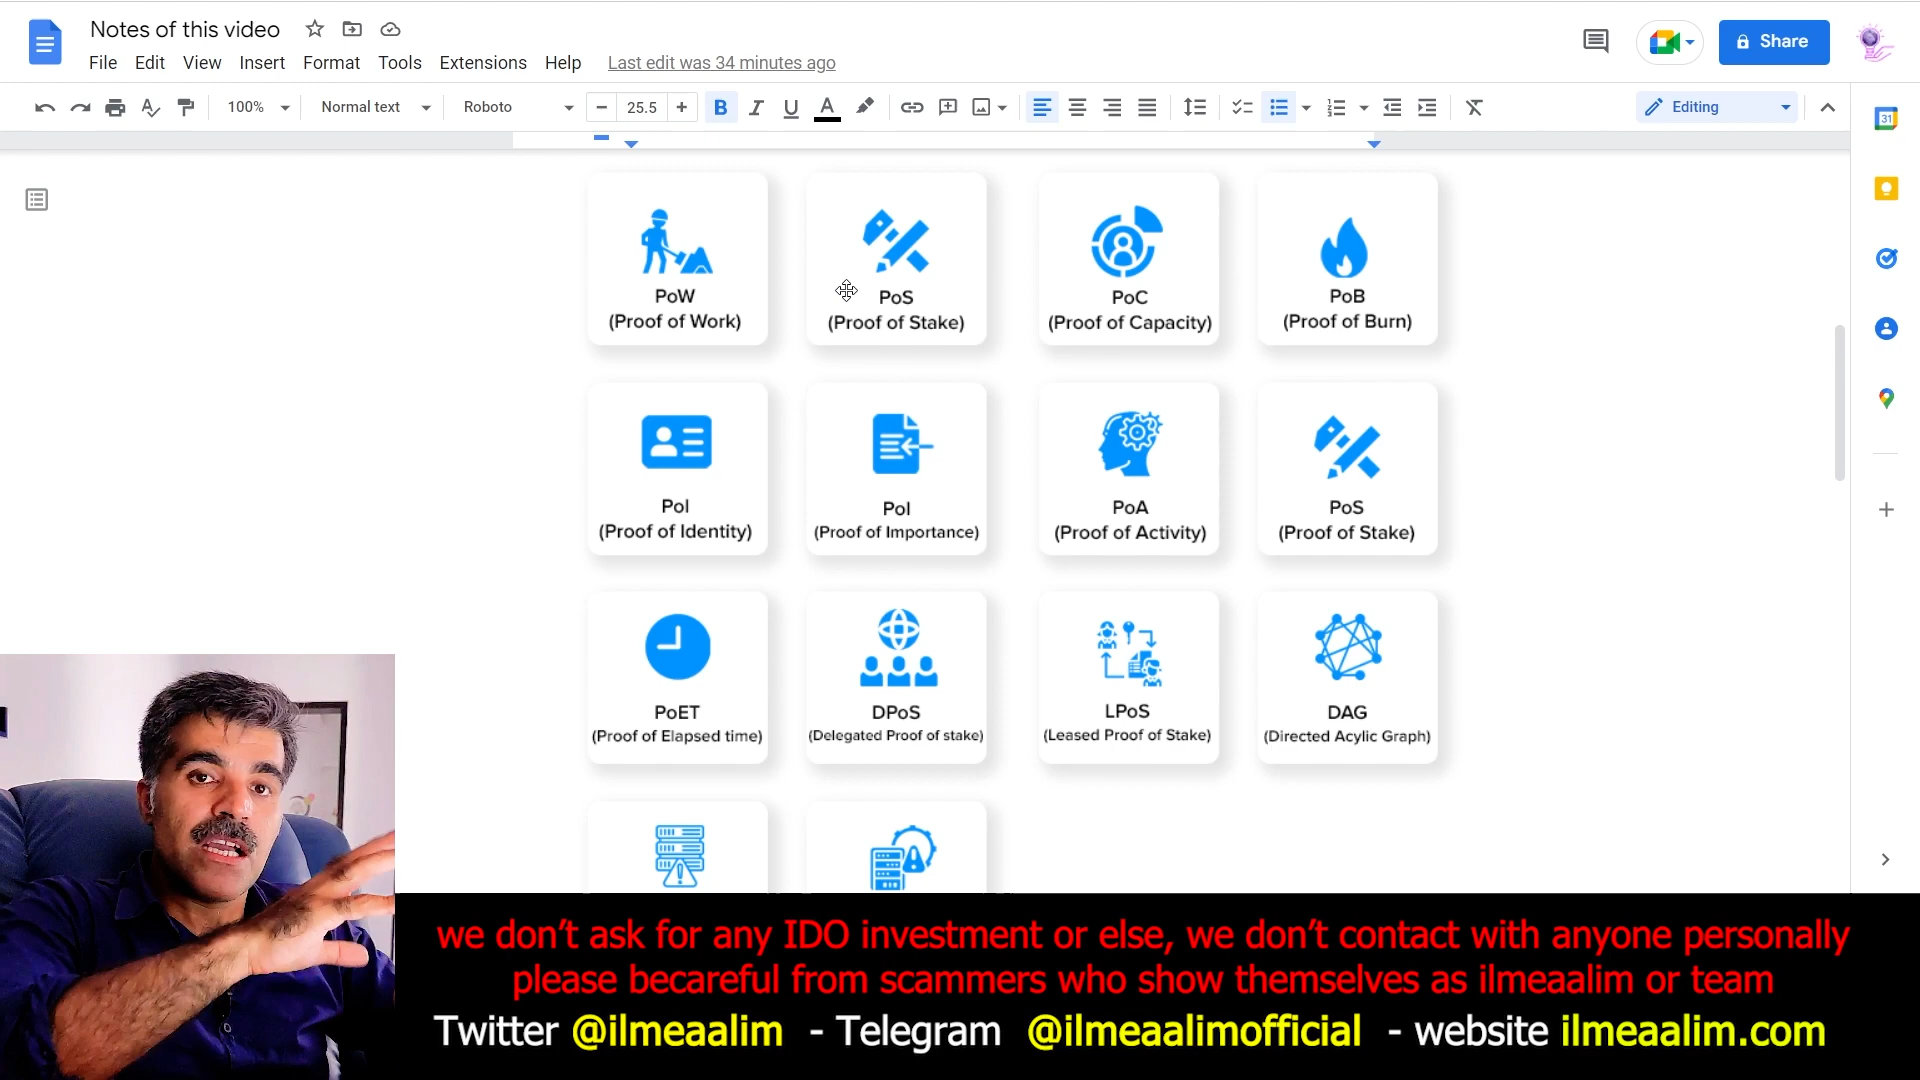 Notes of this video
File Edit View Insert Format Tools Extensions Help Last edit was 34 minutes ago
Share
100% Normal text Roboto 25.5 B I U A Editing
31
PoW
(Proof of Work)
PoS
(Proof of Stake)
PoC
(Proof of Capacity)
PoB
(Proof of Burn)
PoI
(Proof of Identity)
PoI
(Proof of Importance)
PoA
(Proof of Activity)
PoS
(Proof of Stake)
PoET
(Proof of Elapsed time)
DPoS
(Delegated Proof of stake)
LPoS
(Leased Proof of Stake)
DAG
(Directed Acylic Graph)
we don't ask for any IDO investment or else, we don't contact with anyone personally
please becareful from scammers who show themselves as ilmeaalim or team
Twitter @ilmeaalim - Telegram @ilmeaalimofficial - website ilmeaalim.com